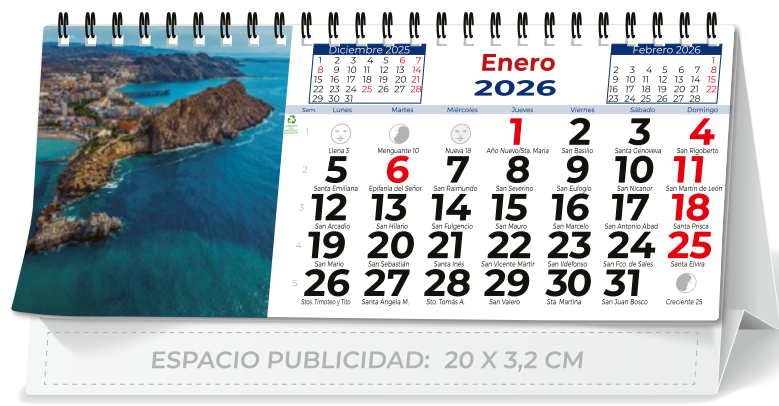 Diciembre 2025
1 2 3 4 5 6 7
8 9 10 11 12 13 14
15 16 17 18 19 20 21
22 23 24 25 26 27 28
29 30 31
Enero
2026
Febrero 2026
1
2 3 4 5 6 7 8
9 10 11 12 13 14 15
16 17 18 19 20 21 22
23 24 25 26 27 28
Sem. Lunes Martes Miércoles Jueves Viernes Sábado Domingo
1 1 2 3 4
Llena 3 Menguante 10 Nueva 18 Año Nuevo/Sta. María San Basilio Santa Genoveva San Rigoberto
2 5 6 7 8 9 10 11
Santa Emiliana Epifanía del Señor San Raimundo San Severino San Eulogio San Nicanor San Martín de León
3 12 13 14 15 16 17 18
San Arcadio San Hilario San Fulgencio San Mauro San Marcelo San Antonio Abad Santa Prisca
4 19 20 21 22 23 24 25
San Mario San Sebastián Santa Inés San Vicente Mártir San Ildefonso San Fco. de Sales Santa Elvira
5 26 27 28 29 30 31
Stos. Timoteo y Tito Santa Ángela M. Sto. Tomás A. San Valero Sta. Martina San Juan Bosco Creciente 25
ESPACIO PUBLICIDAD: 20 X 3,2 CM